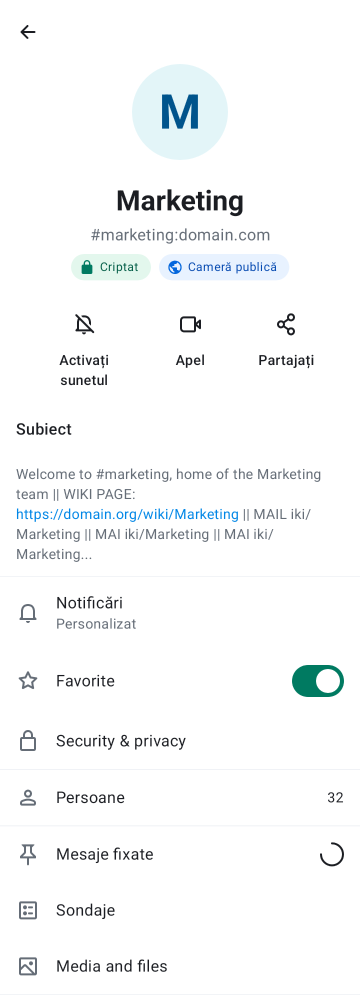 M
Marketing
#marketing:domain.com
Criptat
Cameră publică
Activați
sunetul
Apel
Partajați
Subiect
Welcome to #marketing, home of the Marketing
team || WIKI PAGE:
https://domain.org/wiki/Marketing || MAIL iki/
Marketing || MAI iki/Marketing || MAI iki/
Marketing...
Notificări
Personalizat
Favorite
Security & privacy
Persoane 32
Mesaje fixate
Sondaje
Media and files